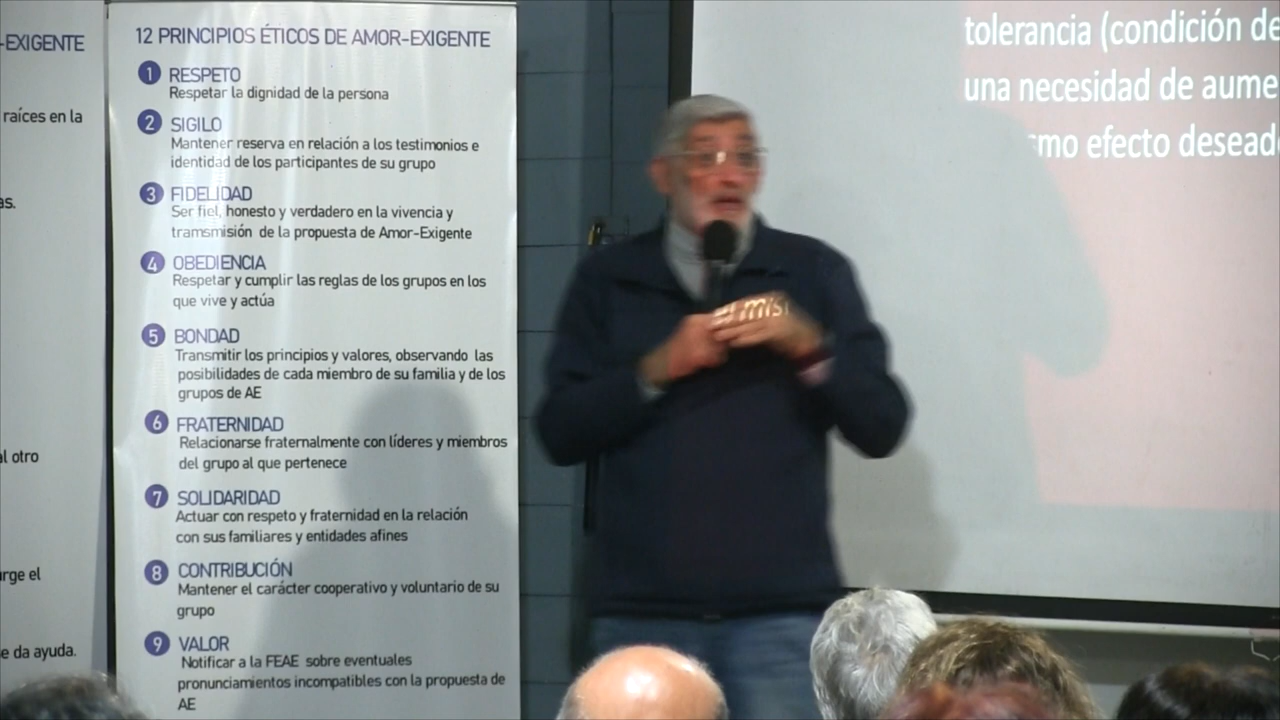 -EXIGENTE
raíces en la
as.
al otro
urge el
e da ayuda.
12 PRINCIPIOS ÉTICOS DE AMOR-EXIGENTE
1 RESPETO
Respetar la dignidad de la persona
2 SIGILO
Mantener reserva en relación a los testimonios e
identidad de los participantes de su grupo
3 FIDELIDAD
Ser fiel, honesto y verdadero en la vivencia y
tramsmisión de la propuesta de Amor-Exigente
4 OBEDIENCIA
Respetar y cumplir las reglas de los grupos en los
que vive y actúa
5 BONDAD
Transmitir los principios y valores, observando las
posibilidades de cada miembro de su familia y de los
grupos de AE
6 FRATERNIDAD
Relacionarse fraternalmente con líderes y miembros
del grupo al que pertenece
7 SOLIDARIDAD
Actuar con respeto y fraternidad en la relación
con sus familiares y entidades afines
8 CONTRIBUCIÓN
Mantener el carácter cooperativo y voluntario de su
grupo
9 VALOR
Notificar a la FEAE sobre eventuales
pronunciamientos incompatibles con la propuesta de
AE
tolerancia (condición de
una necesidad de aume
smo efecto desead
el mis